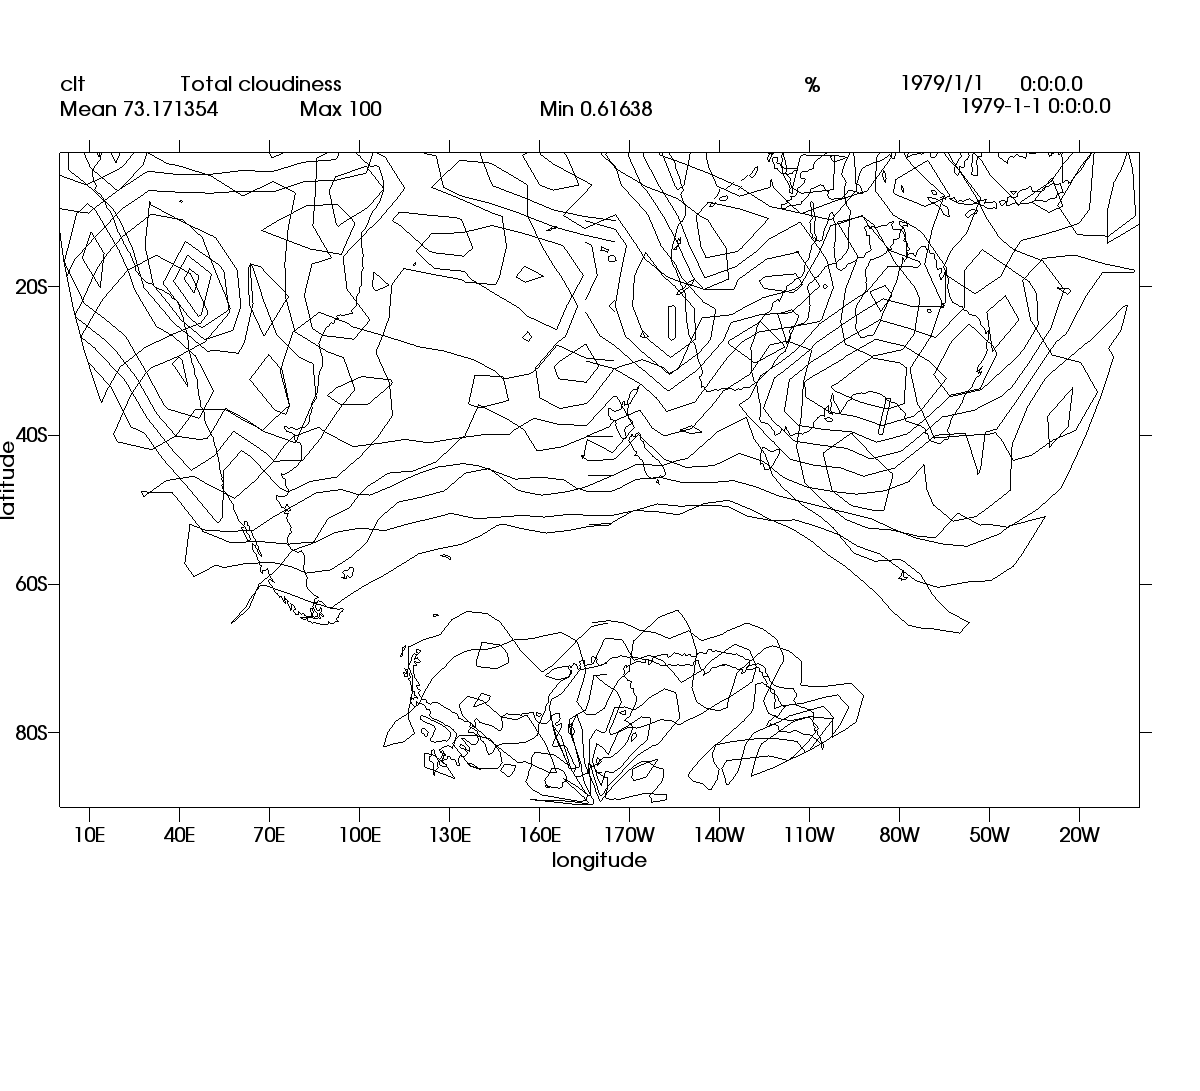 clt Total cloudiness % 1979/1/1 0:0:0.0
Mean 73.171354 Max 100 Min 0.61638 1979-1-1 0:0:0.0
20S
40S
latitude
60S
80S
10E 40E 70E 100E 130E 160E 170W 140W 110W 80W 50W 20W
longitude